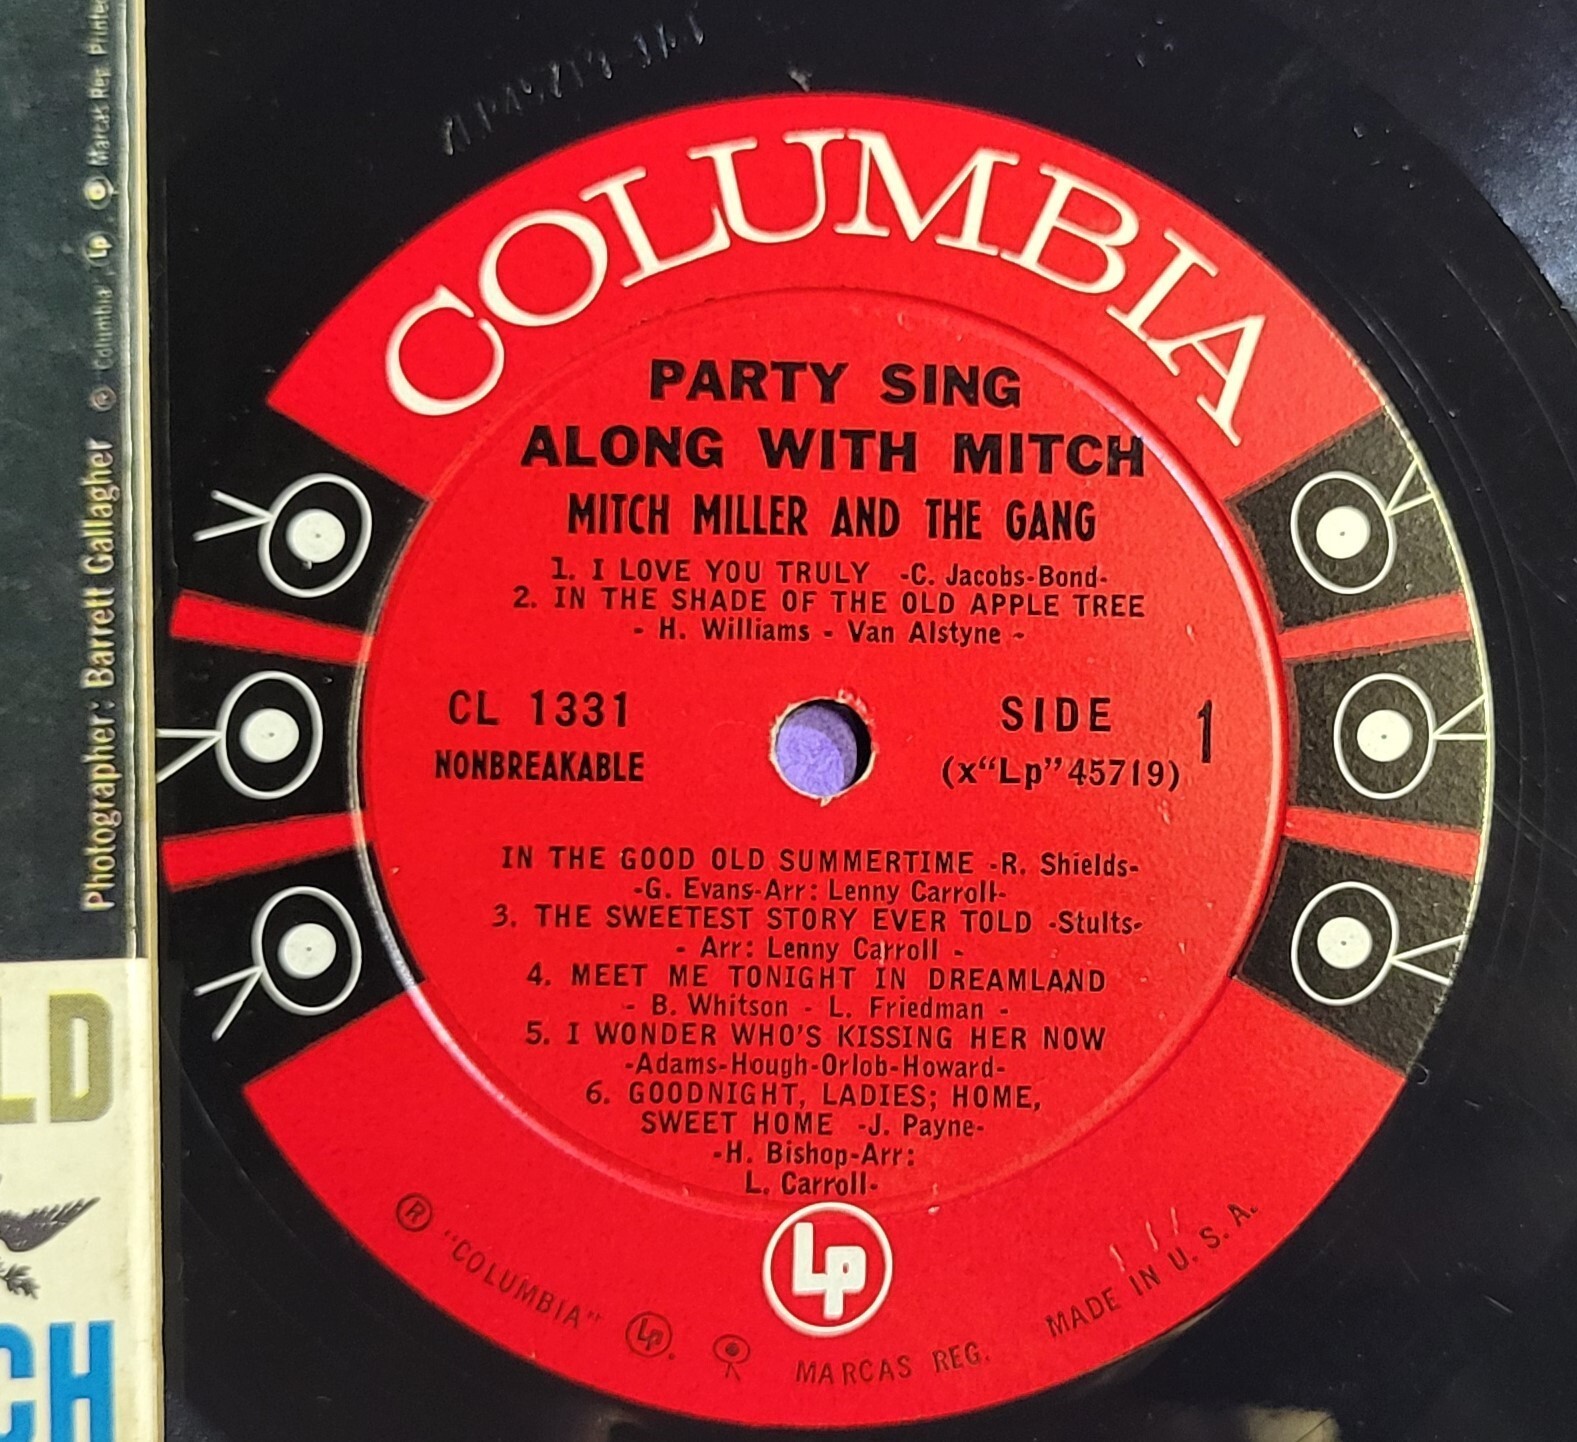 COLUMBIA
PARTY SING
ALONG WITH MITCH
MITCH MILLER AND THE GANG
1. I LOVE YOU TRULY -C. Jacobs-Bond-
2. IN THE SHADE OF THE OLD APPLE TREE
- H. Williams - Van Alstyne -
CL 1331
NONBREAKABLE
SIDE 1
(x"Lp"45719)
IN THE GOOD OLD SUMMERTIME -R. Shields-
-G. Evans-Arr: Lenny Carroll-
3. THE SWEETEST STORY EVER TOLD -Stults-
- Arr: Lenny Carroll -
4. MEET ME TONIGHT IN DREAMLAND
- B. Whitson - L. Friedman -
5. I WONDER WHO'S KISSING HER NOW
-Adams-Hough-Orlob-Howard-
6. GOODNIGHT, LADIES; HOME,
SWEET HOME -J. Payne-
-H. Bishop-Arr:
L. Carroll-
Lp
® "COLUMBIA" Lp. MARCAS REG. MADE IN U. S. A.
Photographer: Barrett Gallagher ® "Columbia", Lp, Marcas Reg. Printed
LD
CH